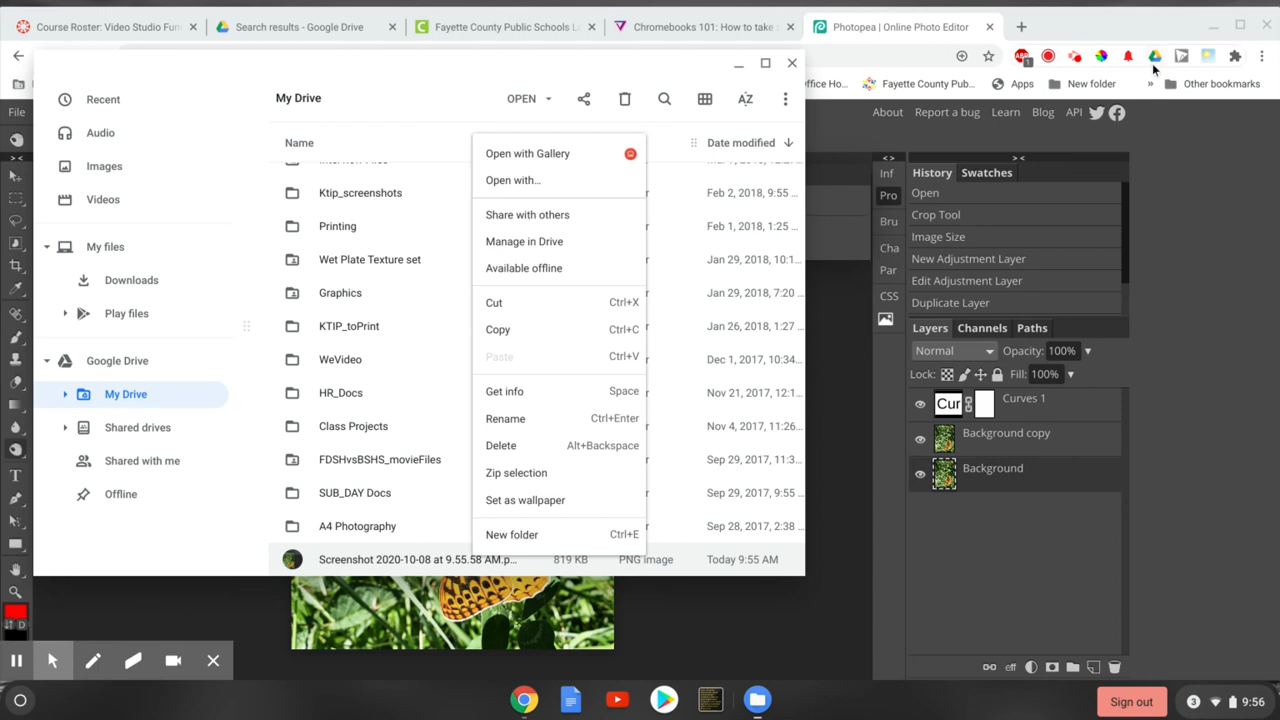 Course Roster: Video Studio Fun
Search results - Google Drive
Fayette County Public Schools L
Chromebooks 101: How to take s
Photopea | Online Photo Editor
ABP
1
Fayette County Pub...
Apps
New folder
»
Other bookmarks
File
About
Report a bug
Learn
Blog
API
My Drive
OPEN
Recent
Audio
Images
Videos
My files
Downloads
Play files
Google Drive
My Drive
Shared drives
Shared with me
Offline
Name
Date modified
Ktip_screenshots
Feb 2, 2018, 9:55 ...
Printing
Feb 1, 2018, 1:25 ...
Wet Plate Texture set
Jan 29, 2018, 10:1...
Graphics
Jan 29, 2018, 7:20 ...
KTIP_toPrint
Jan 26, 2018, 1:27 ...
WeVideo
Dec 1, 2017, 10:34...
HR_Docs
Nov 21, 2017, 12:3...
Class Projects
Nov 4, 2017, 11:26...
FDSHvsBSHS_movieFiles
Sep 29, 2017, 11:3...
SUB_DAY Docs
Sep 29, 2017, 9:55 ...
A4 Photography
Sep 28, 2017, 2:38 ...
Screenshot 2020-10-08 at 9.55.58 AM.p...
819 KB
PNG image
Today 9:55 AM
Open with Gallery
Open with...
Share with others
Manage in Drive
Available offline
Cut Ctrl+X
Copy Ctrl+C
Paste Ctrl+V
Get info Space
Rename Ctrl+Enter
Delete Alt+Backspace
Zip selection
Set as wallpaper
New folder Ctrl+E
Inf
Pro
Bru
Cha
Par
CSS
History Swatches
Open
Crop Tool
Image Size
New Adjustment Layer
Edit Adjustment Layer
Duplicate Layer
Layers Channels Paths
Normal Opacity: 100%
Lock: Fill: 100%
Cur
Curves 1
Background copy
Background
eff
D
Sign out
3
9:56